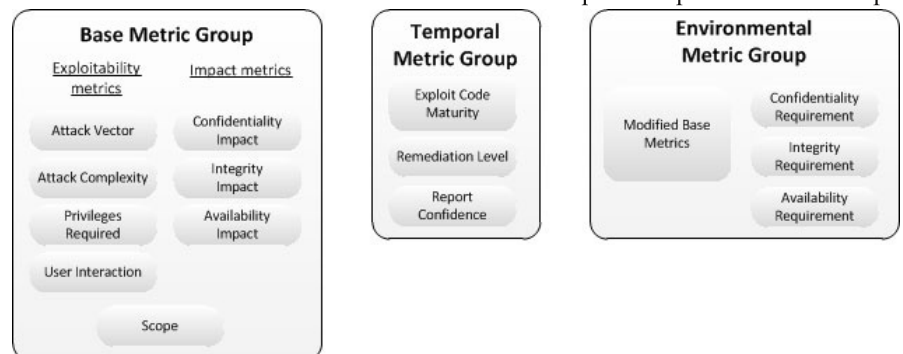 Base Metric Group
Exploitability
metrics
Attack Vector
Attack Complexity
Privileges
Required
User Interaction
Impact metrics
Confidentiality
Impact
Integrity
Impact
Availability
Impact
Scope
Temporal
Metric Group
Exploit Code
Maturity
Remediation Level
Report
Confidence
Environmental
Metric Group
Modified Base
Metrics
Confidentiality
Requirement
Integrity
Requirement
Availability
Requirement